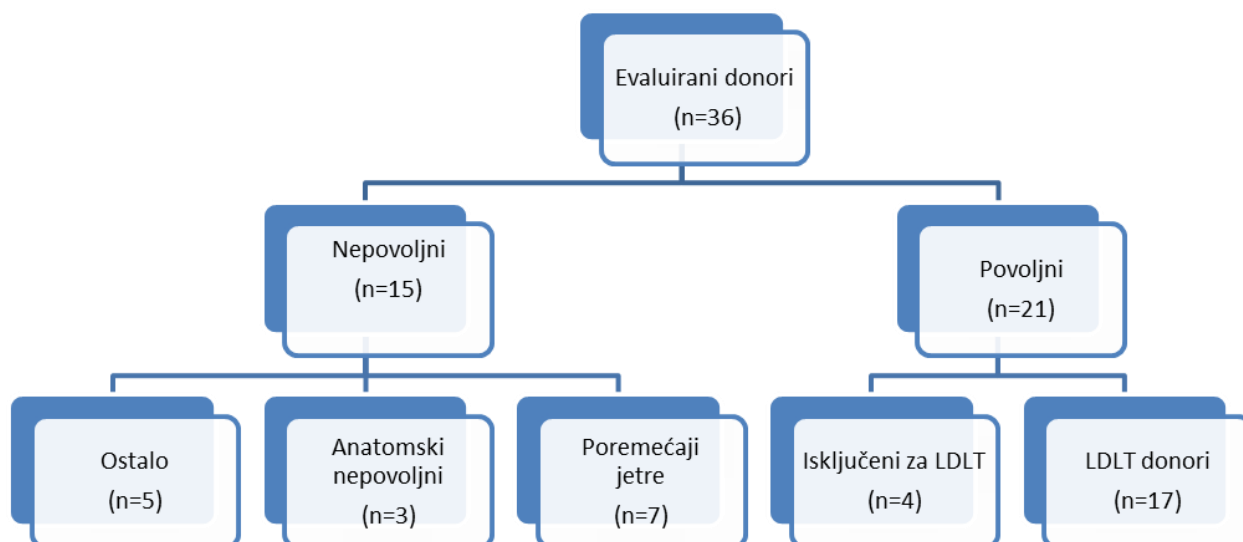 Evaluirani donori
(n=36)
Nepovoljni
(n=15)
Povoljni
(n=21)
Ostalo
(n=5)
Anatomski
nepovoljni
(n=3)
Poremećaji
jetre
(n=7)
Isključeni za LDLT
(n=4)
LDLT donori
(n=17)